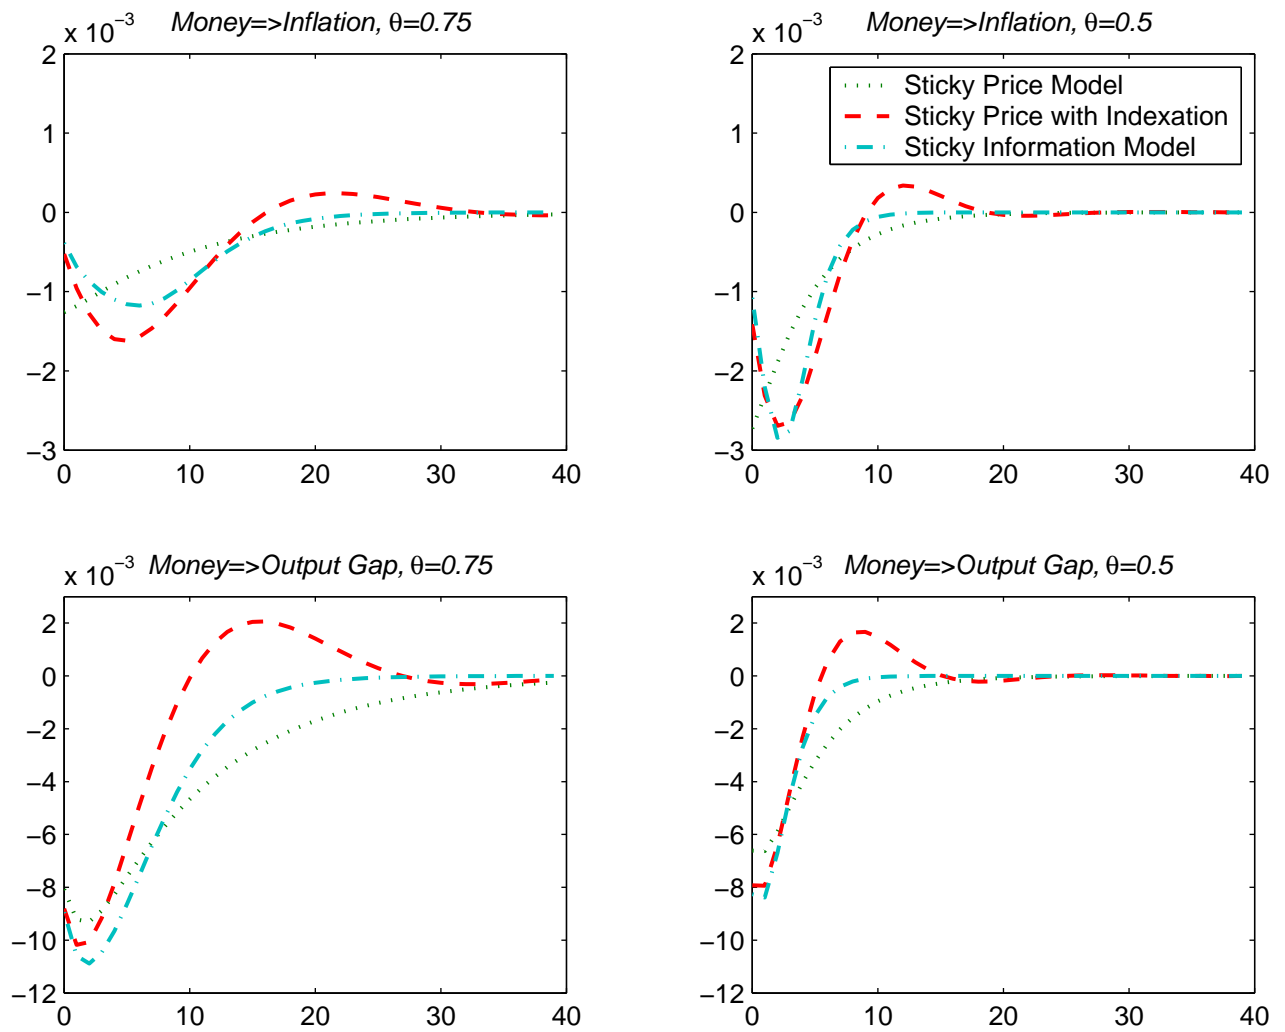 x 10⁻³ Money=>Inflation, θ=0.75
2
1
0
−1
−2
−3
0 10 20 30 40
x 10⁻³ Money=>Inflation, θ=0.5
Sticky Price Model
Sticky Price with Indexation
Sticky Information Model
2
1
0
−1
−2
−3
0 10 20 30 40
x 10⁻³ Money=>Output Gap, θ=0.75
2
0
−2
−4
−6
−8
−10
−12
0 10 20 30 40
x 10⁻³ Money=>Output Gap, θ=0.5
2
0
−2
−4
−6
−8
−10
−12
0 10 20 30 40